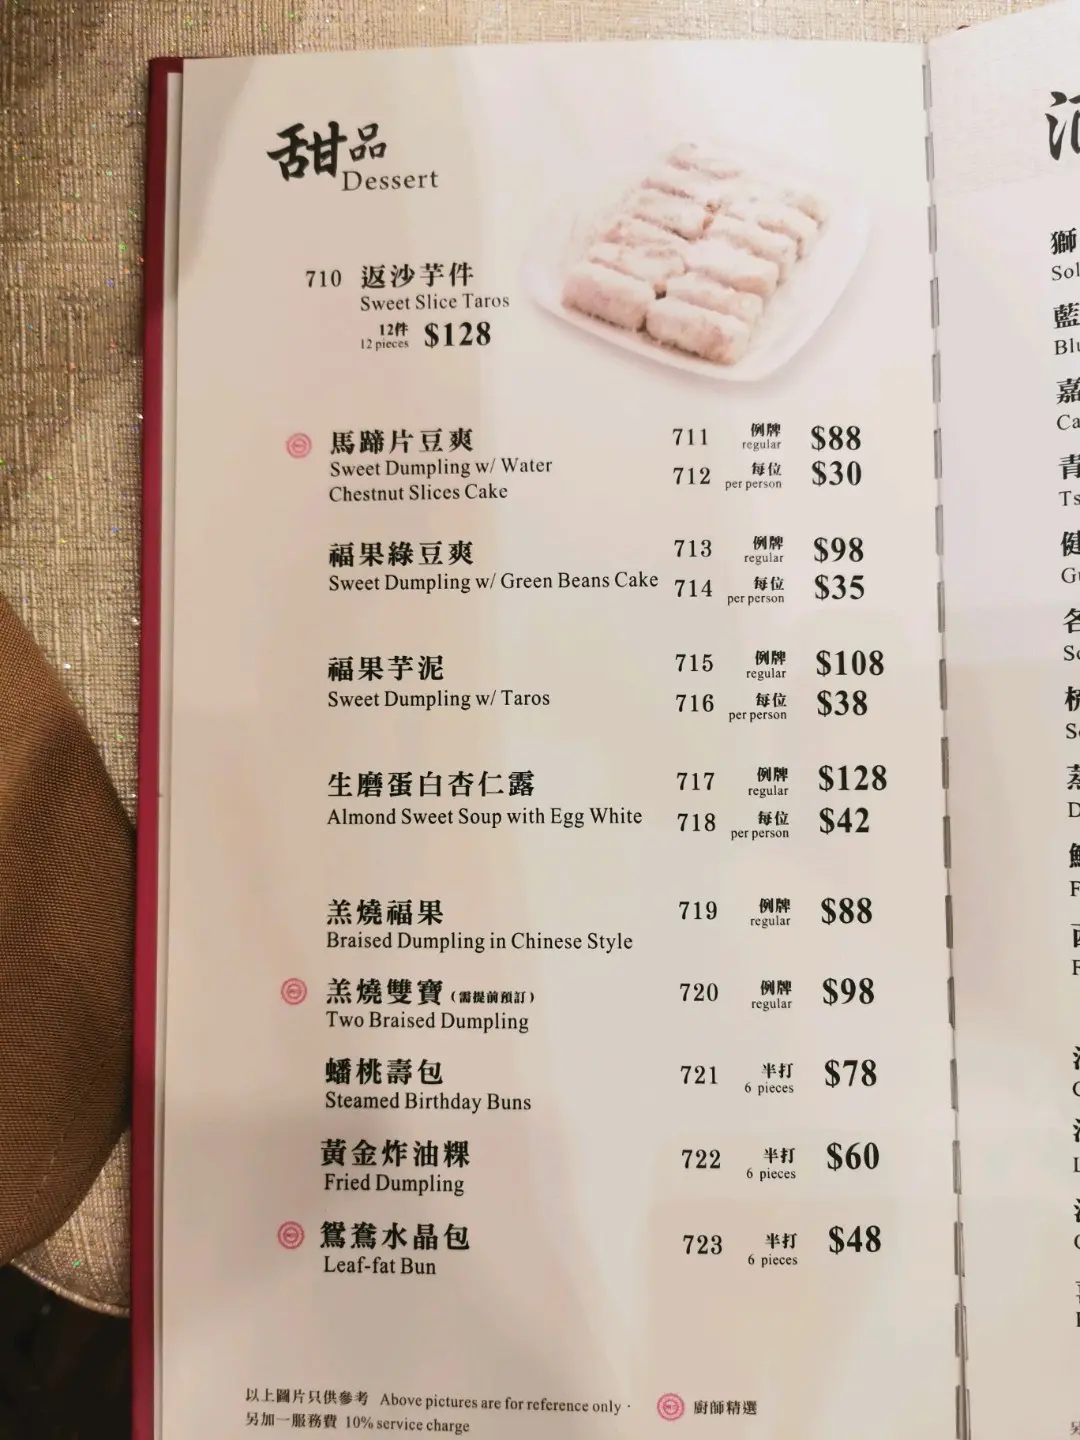 甜品
Dessert
710 返沙芋件
Sweet Slice Taros
12件
12 pieces $128
馬蹄片豆爽 711 例牌 regular $88
Sweet Dumpling w/ Water
Chestnut Slices Cake 712 每位 per person $30
福果綠豆爽 713 例牌 regular $98
Sweet Dumpling w/ Green Beans Cake 714 每位 per person $35
福果芋泥 715 例牌 regular $108
Sweet Dumpling w/ Taros 716 每位 per person $38
生磨蛋白杏仁露 717 例牌 regular $128
Almond Sweet Soup with Egg White 718 每位 per person $42
羔燒福果 719 例牌 regular $88
Braised Dumpling in Chinese Style
羔燒雙寶(需提前預訂) 720 例牌 regular $98
Two Braised Dumpling
蟠桃壽包 721 半打 6 pieces $78
Steamed Birthday Buns
黃金炸油粿 722 半打 6 pieces $60
Fried Dumpling
鴛鴦水晶包 723 半打 6 pieces $48
Leaf-fat Bun
以上圖片只供參考 Above pictures are for reference only ·
另加一服務費 10% service charge
廚師精選